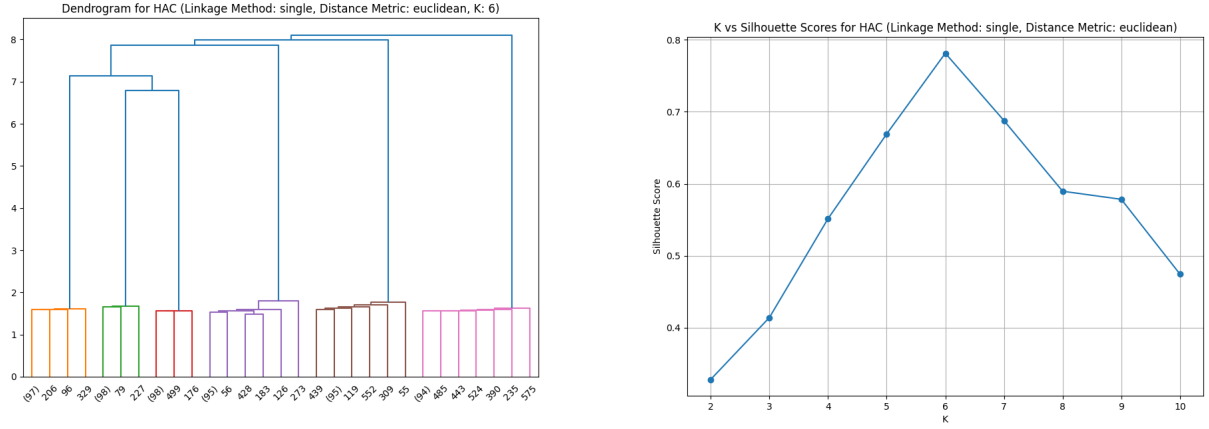 Dendrogram for HAC (Linkage Method: single, Distance Metric: euclidean, K: 6)
8
7
6
5
4
3
2
1
0
(97) 206 96 329 (98) 79 227 (98) 499 176 (95) 56 428 183 126 273 439 (95) 119 552 309 55 (94) 485 443 524 390 235 575
K vs Silhouette Scores for HAC (Linkage Method: single, Distance Metric: euclidean)
0.8
0.7
0.6
0.5
0.4
Silhouette Score
2 3 4 5 6 7 8 9 10
K